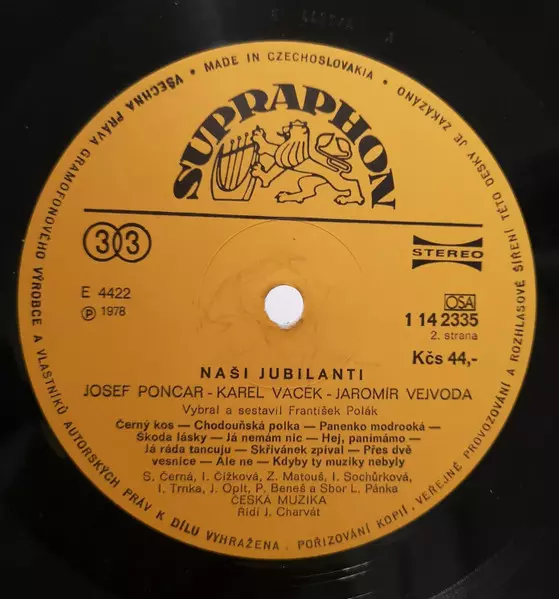 VŠECHNA PRÁVA GRAMOFONOVÉHO VÝROBCE A VLASTNÍKŮ AUTORSKÝCH PRÁV K DÍLU VYHRAŽENA. POŘIZOVÁNÍ KOPIÍ, VEŘEJNÉ PROVOZOVÁNÍ A ROZHLASOVÉ ŠÍŘENÍ TÉTO DESKY JE ZAKÁZÁNO
• MADE IN CZECHOSLOVAKIA •
SUPRAPHON
33
STEREO
E 4422
Ⓟ 1978
OSA
1 14 2335
2. strana
Kčs 44,-
NAŠI JUBILANTI
JOSEF PONCAR - KAREL VACEK - JAROMÍR VEJVODA
Vybral a sestavil František Polák
Černý kos — Chodouňská polka — Panenko modrooká —
Škoda lásky — Já nemám nic — Hej, panímámo —
Já ráda tancuju — Skřivánek zpíval — Přes dvě
vesnice — Ale ne — Kdyby ty muziky nebyly
S. Černá, I. Čížková, Z. Matouš, I. Sochůrková,
I. Trnka, J. Oplt, P. Beneš a Sbor L. Pánka
ČESKÁ MUZIKA
Řídí J. Charvát